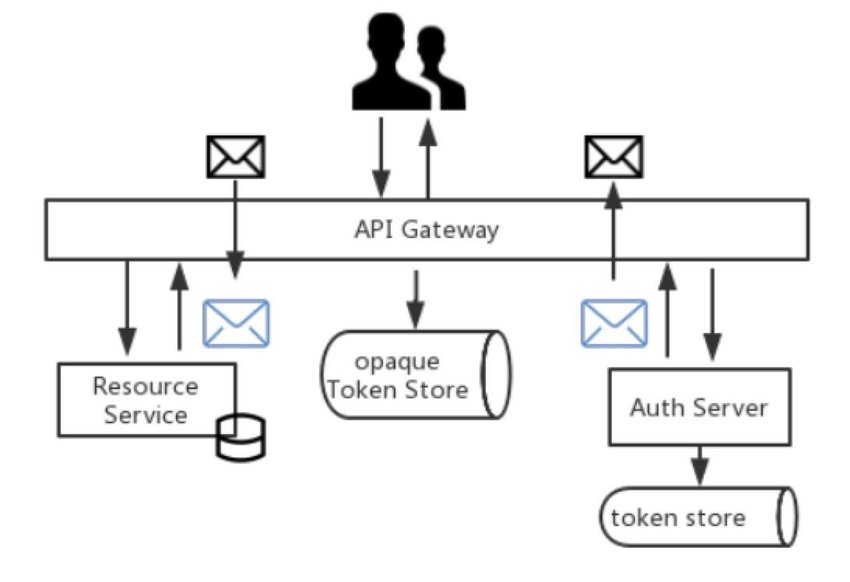 API Gateway
opaque
Token Store
Resource
Service
Auth Server
token store